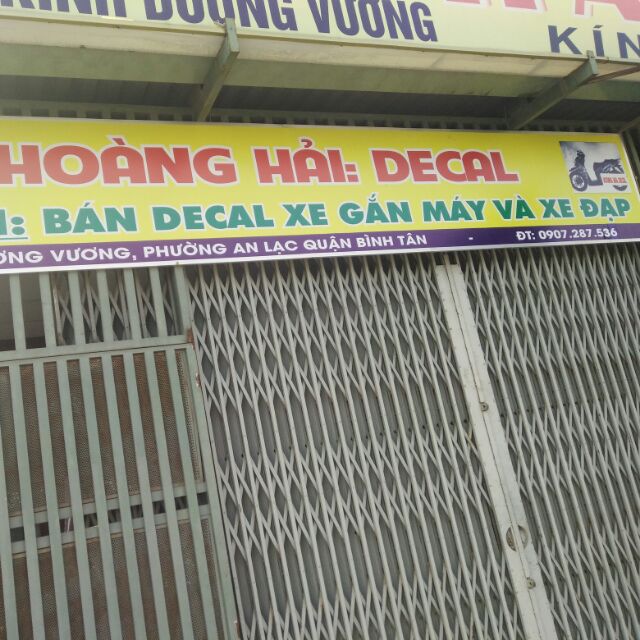 KÍNH DƯƠNG VƯƠNG
KÍN
HOÀNG HẢI: DECAL
BÁN DECAL XE GẮN MÁY VÀ XE ĐẠP
ƠNG VƯƠNG, PHƯỜNG AN LẠC QUẬN BÌNH TÂN - ĐT: 0907.287.536